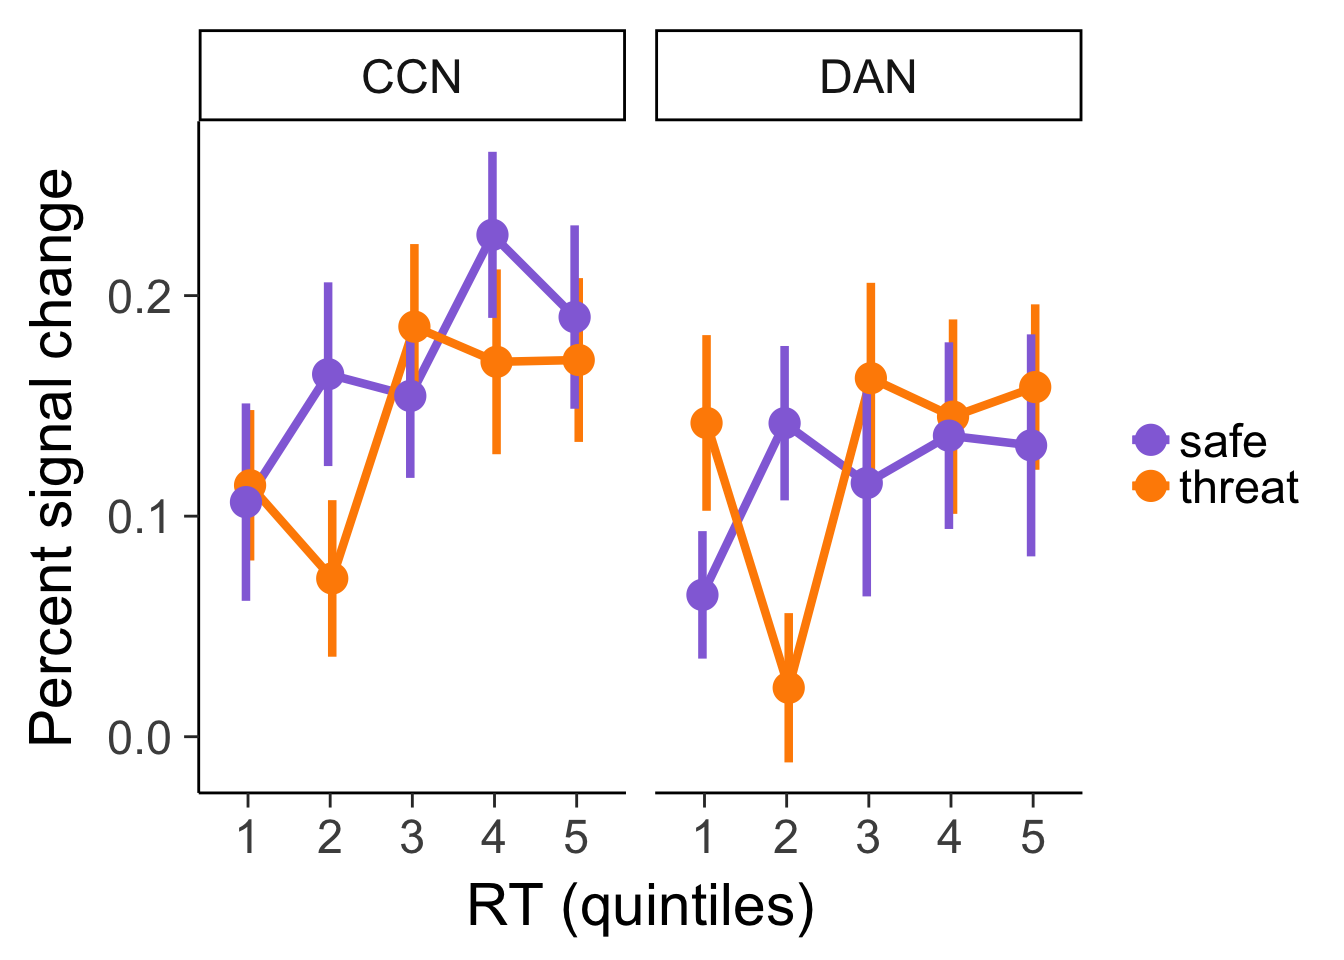 CCN DAN
Percent signal change
0.2
0.1
0.0
safe
threat
1 2 3 4 5 1 2 3 4 5
RT (quintiles)